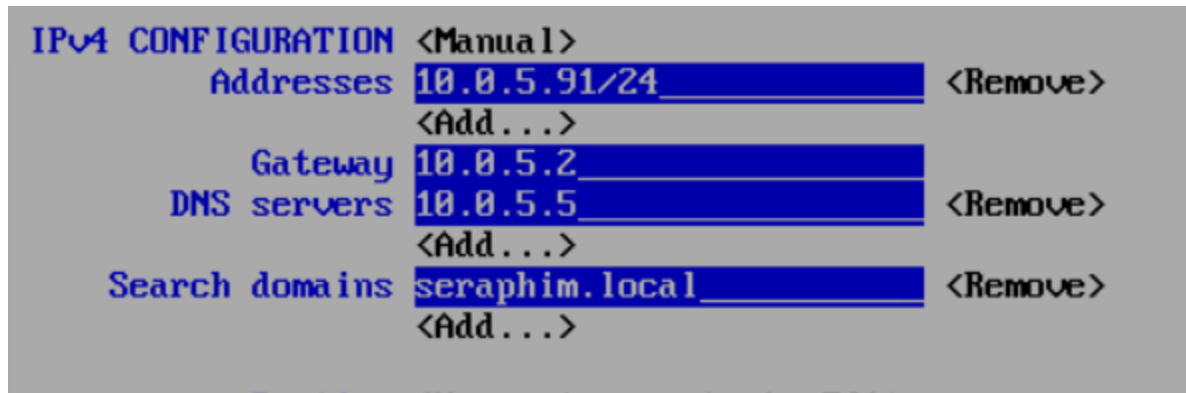 IPv4 CONFIGURATION <Manual>
Addresses 10.0.5.91/24 <Remove>
<Add...>
Gateway 10.0.5.2
DNS servers 10.0.5.5 <Remove>
<Add...>
Search domains seraphim.local <Remove>
<Add...>